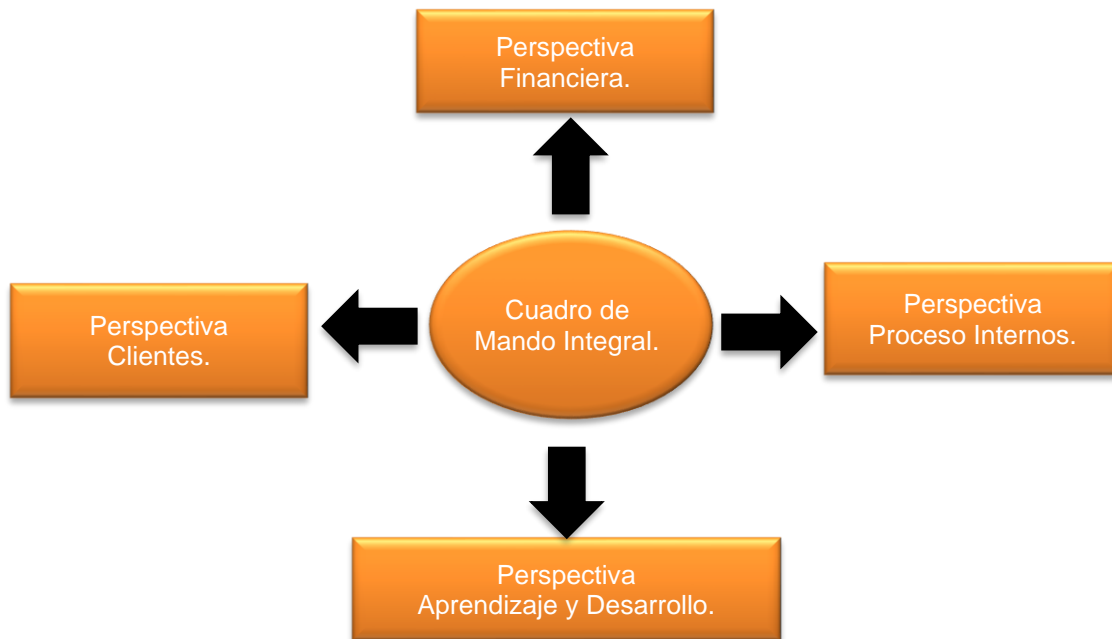 Perspectiva
Financiera.
Cuadro de
Mando Integral.
Perspectiva
Clientes.
Perspectiva
Proceso Internos.
Perspectiva
Aprendizaje y Desarrollo.